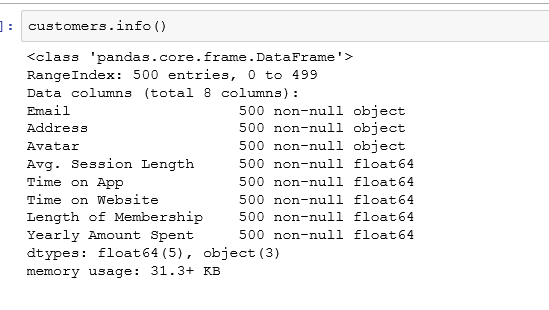 ]: customers.info()
<class 'pandas.core.frame.DataFrame'>
RangeIndex: 500 entries, 0 to 499
Data columns (total 8 columns):
Email                   500 non-null object
Address                 500 non-null object
Avatar                  500 non-null object
Avg. Session Length     500 non-null float64
Time on App             500 non-null float64
Time on Website         500 non-null float64
Length of Membership    500 non-null float64
Yearly Amount Spent     500 non-null float64
dtypes: float64(5), object(3)
memory usage: 31.3+ KB